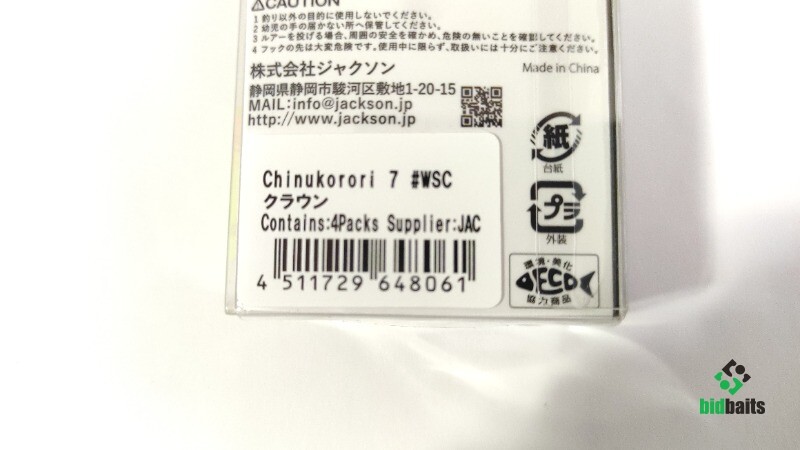 ⚠CAUTION
1 釣り以外の目的に使用しないでください。
2 幼児の手の届かない所へ保管してください。
3 ルアーを投げる場合、周囲の安全を確かめ、危険の無いことを確認してください。
4 フックの先は大変危険です。使用中に限らず、取扱いには十分にご注意ください。
株式会社ジャクソン
Made in China
静岡県静岡市駿河区敷地1-20-15
MAIL:info@jackson.jp
http://www.jackson.jp
紙
台紙
Chinukorori 7 #WSC
クラウン
Contains:4Packs Supplier:JAC
4 511729 648061
プラ
外装
環境・美化
ECO
協力商品
bidbaits